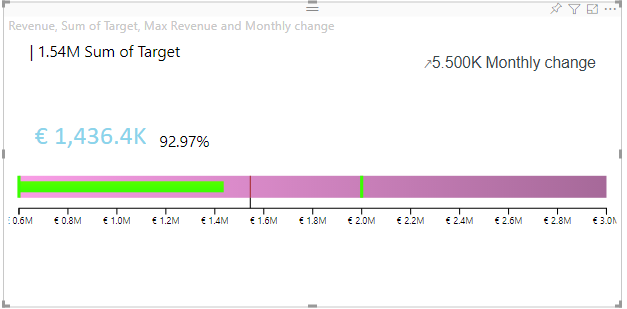 Revenue, Sum of Target, Max Revenue and Monthly change
| 1.54M Sum of Target
↗5.500K Monthly change
€ 1,436.4K 92.97%
€ 0.6M € 0.8M € 1.0M € 1.2M € 1.4M € 1.6M € 1.8M € 2.0M € 2.2M € 2.4M € 2.6M € 2.8M € 3.0M